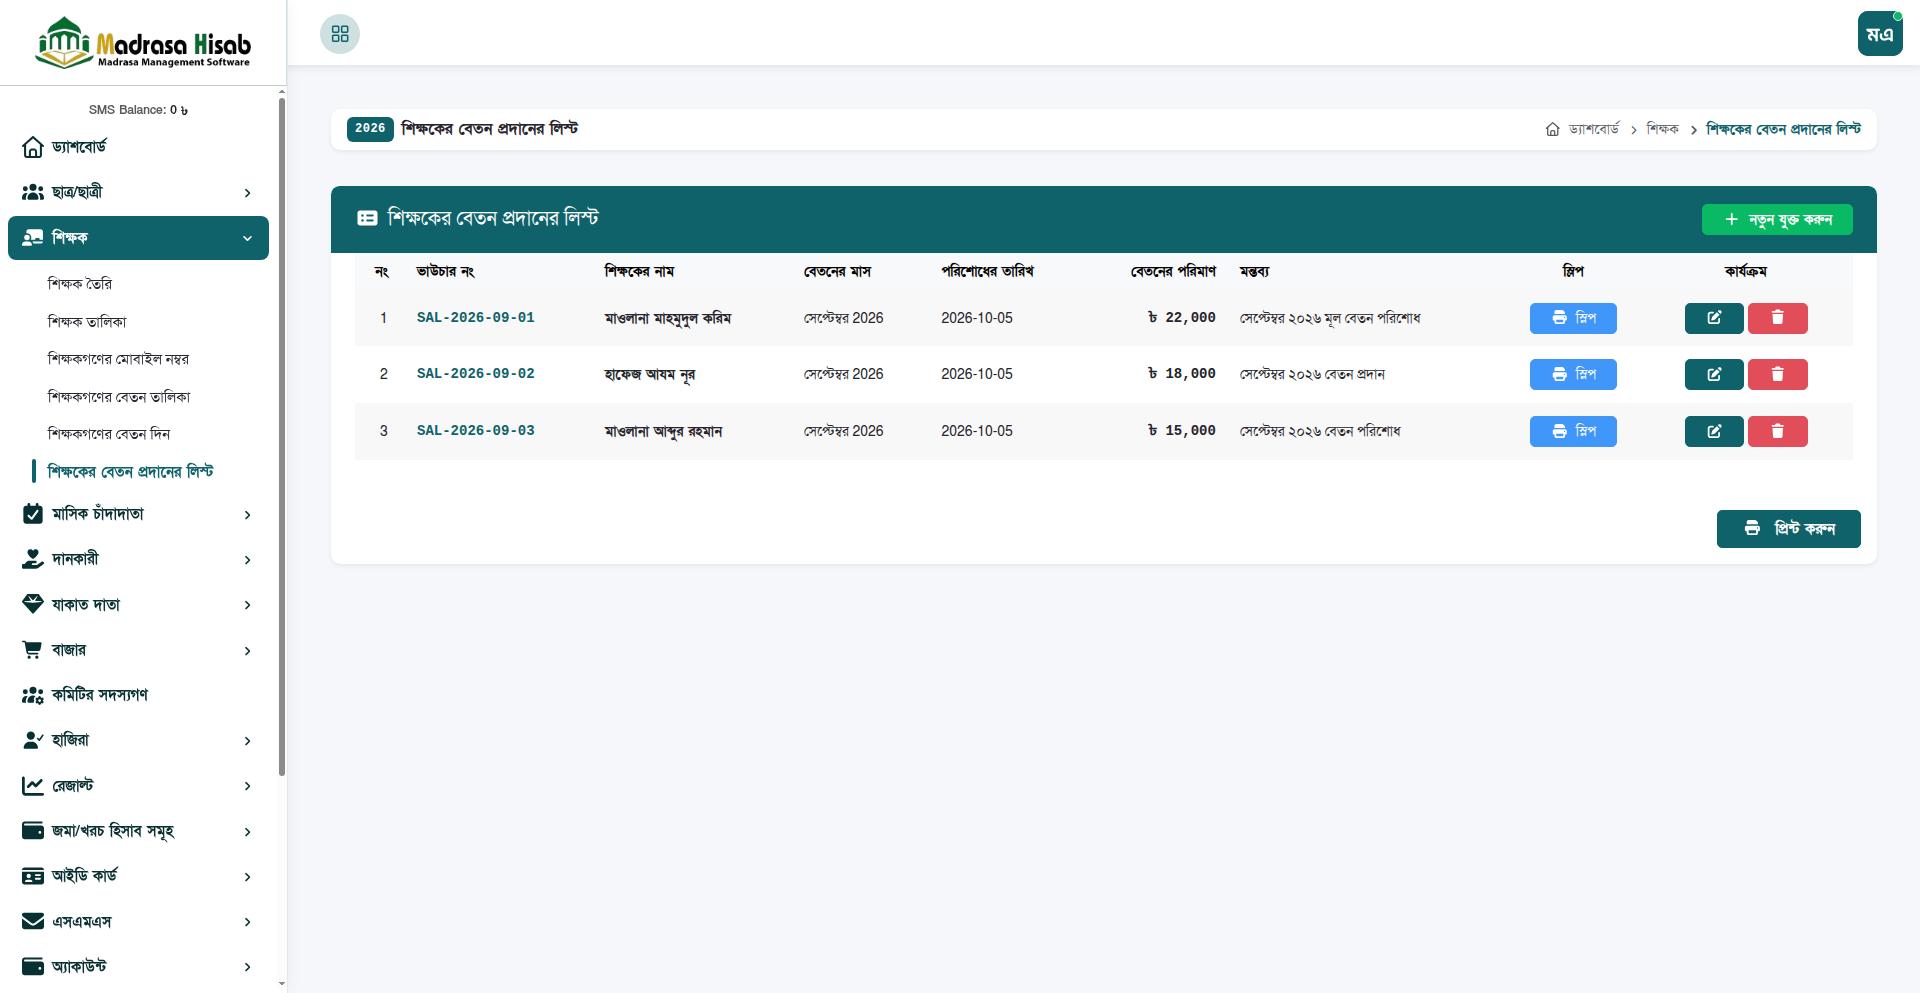 Madrasa Hisab
Madrasa Management Software
মএ
SMS Balance: 0 ৳
ড্যাশবোর্ড
ছাত্র/ছাত্রী
শিক্ষক
শিক্ষক তৈরি
শিক্ষক তালিকা
শিক্ষকগণের মোবাইল নম্বর
শিক্ষকগণের বেতন তালিকা
শিক্ষকগণের বেতন দিন
শিক্ষকের বেতন প্রদানের লিস্ট
মাসিক চাঁদাদাতা
দানকারী
যাকাত দাতা
বাজার
কমিটির সদস্যগণ
হাজিরা
রেজাল্ট
জমা/খরচ হিসাব সমূহ
আইডি কার্ড
এসএমএস
অ্যাকাউন্ট
2026 শিক্ষকের বেতন প্রদানের লিস্ট
ড্যাশবোর্ড > শিক্ষক > শিক্ষকের বেতন প্রদানের লিস্ট
শিক্ষকের বেতন প্রদানের লিস্ট
+ নতুন যুক্ত করুন
নং ভাউচার নং শিক্ষকের নাম বেতনের মাস পরিশোধের তারিখ বেতনের পরিমাণ মন্তব্য স্লিপ কার্যক্রম
1 SAL-2026-09-01 মাওলানা মাহমুদুল করিম সেপ্টেম্বর 2026 2026-10-05 ৳ 22,000 সেপ্টেম্বর ২০২৬ মূল বেতন পরিশোধ স্লিপ
2 SAL-2026-09-02 হাফেজ আযম নূর সেপ্টেম্বর 2026 2026-10-05 ৳ 18,000 সেপ্টেম্বর ২০২৬ বেতন প্রদান স্লিপ
3 SAL-2026-09-03 মাওলানা আব্দুর রহমান সেপ্টেম্বর 2026 2026-10-05 ৳ 15,000 সেপ্টেম্বর ২০২৬ বেতন পরিশোধ স্লিপ
প্রিন্ট করুন